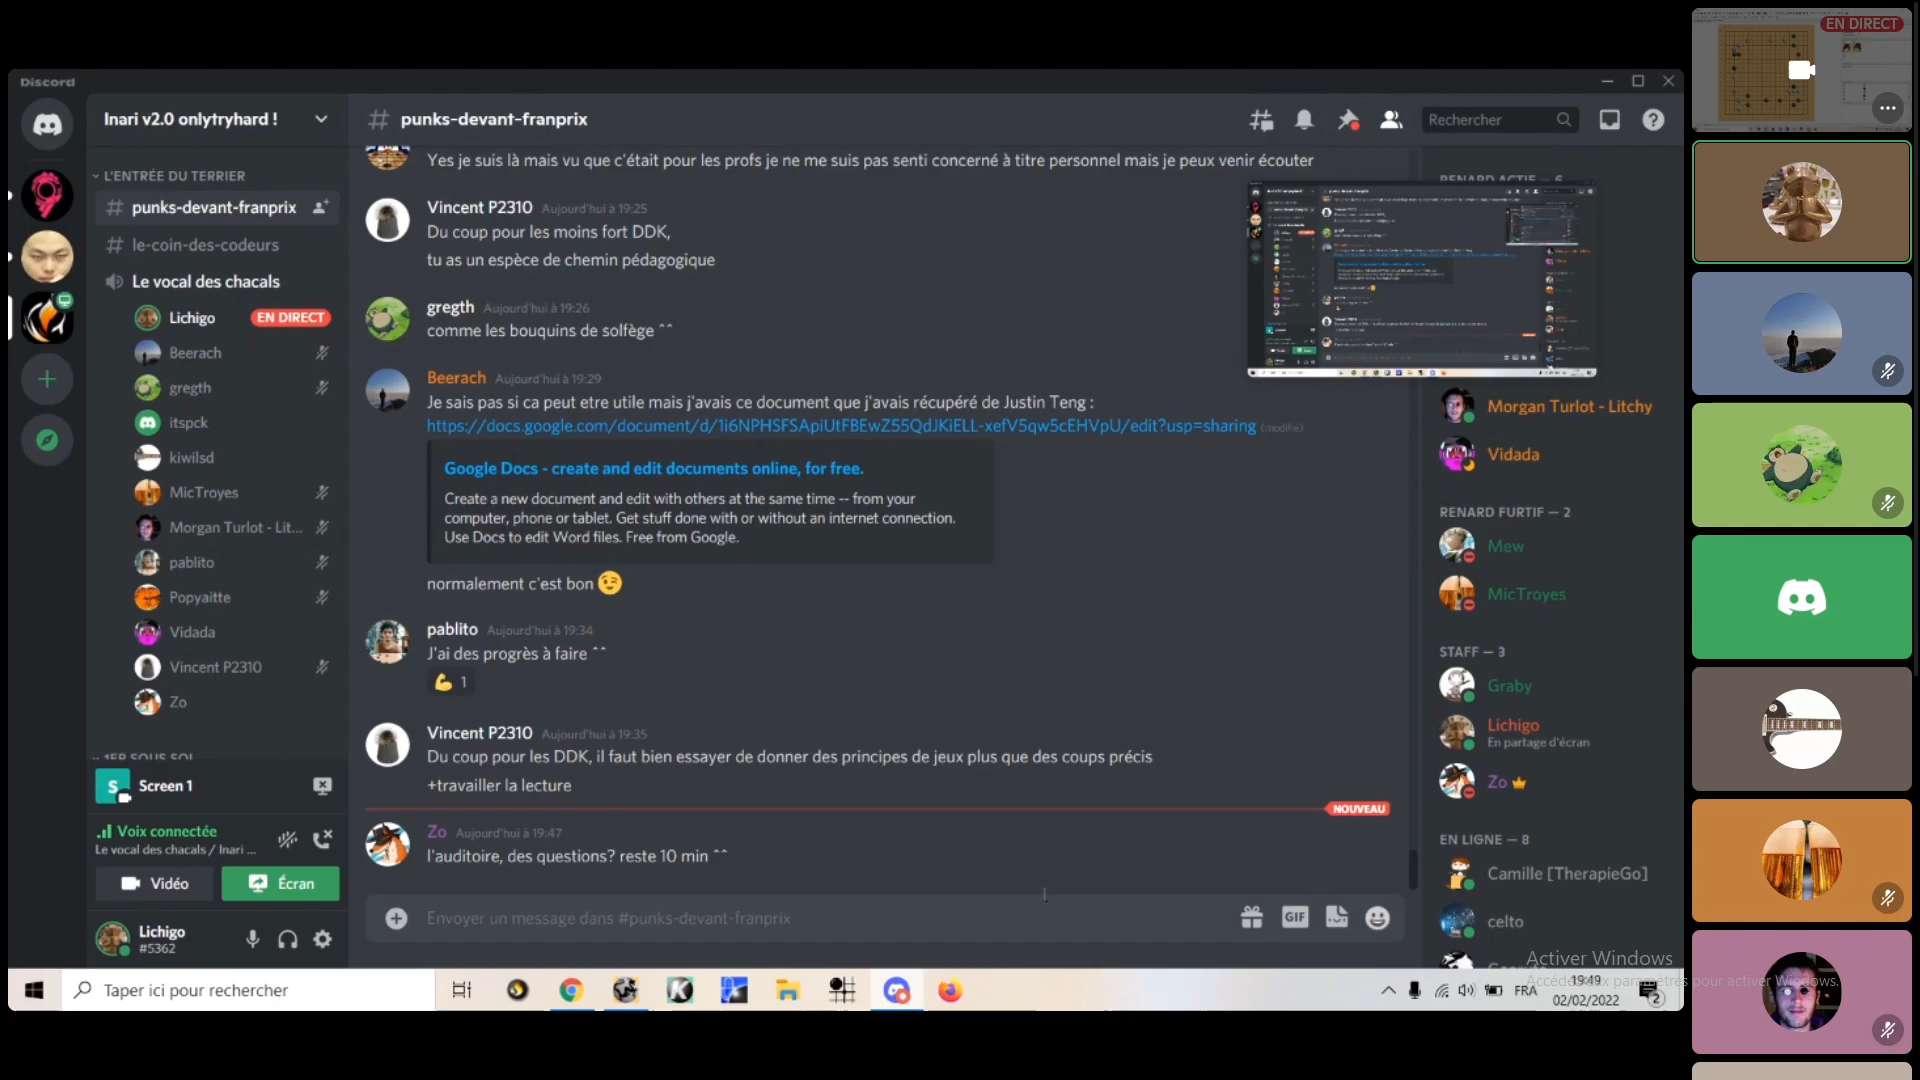 Discord
Inari v2.0 onlytryhard !
punks-devant-franprix
Rechercher
L'ENTRÉE DU TERRIER
punks-devant-franprix
le-coin-des-codeurs
Le vocal des chacals
Lichigo
EN DIRECT
Beerach
gregth
itspck
kiwilsd
MicTroyes
Morgan Turlot - Lit...
pablito
Popyaitte
Vidada
Vincent P2310
Zo
1ER SOUS SOL
S
Screen 1
Voix connectée
Le vocal des chacals / Inari ...
Vidéo
Écran
Lichigo
#5362
Yes je suis là mais vu que c'était pour les profs je ne me suis pas senti concerné à titre personnel mais je peux venir écouter
Vincent P2310 Aujourd'hui à 19:25
Du coup pour les moins fort DDK,
tu as un espèce de chemin pédagogique
gregth Aujourd'hui à 19:26
comme les bouquins de solfège ^^
Beerach Aujourd'hui à 19:29
Je sais pas si ca peut etre utile mais j'avais ce document que j'avais récupéré de Justin Teng :
https://docs.google.com/document/d/1i6NPHSFSApiUtFBEwZ55QdJKiELL-xefV5qw5cEHVpU/edit?usp=sharing (modifié)
Google Docs - create and edit documents online, for free.
Create a new document and edit with others at the same time -- from your
computer, phone or tablet. Get stuff done with or without an internet connection.
Use Docs to edit Word files. Free from Google.
normalement c'est bon
pablito Aujourd'hui à 19:34
J'ai des progrès à faire ^^
1
Vincent P2310 Aujourd'hui à 19:35
Du coup pour les DDK, il faut bien essayer de donner des principes de jeux plus que des coups précis
+travailler la lecture
NOUVEAU
Zo Aujourd'hui à 19:47
l'auditoire, des questions? reste 10 min ^^
Envoyer un message dans #punks-devant-franprix
GIF
RENARD ACTIF — 6
Morgan Turlot - Litchy
Vidada
RENARD FURTIF — 2
Mew
MicTroyes
STAFF — 3
Graby
Lichigo
En partage d'écran
Zo
EN LIGNE — 8
Camille [TherapieGo]
celto
Activer Windows
Accédez aux paramètres pour activer Windows.
Taper ici pour rechercher
FRA
19:49
02/02/2022
2
EN DIRECT